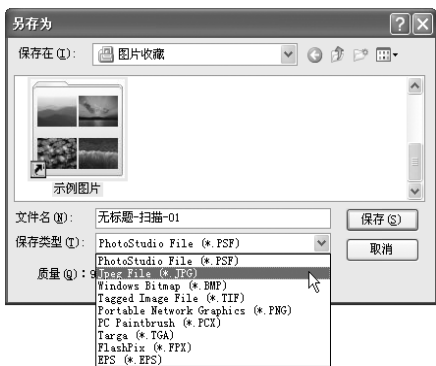 另存为
保存在(I): 图片收藏
示例图片
文件名(N): 无标题-扫描-01 保存(S)
保存类型(T): PhotoStudio File (*.PSF) 取消
PhotoStudio File (*.PSF)
质量(Q): 9 Jpeg File (*.JPG)
Windows Bitmap (*.BMP)
Tagged Image File (*.TIF)
Portable Network Graphics (*.PNG)
PC Paintbrush (*.PCX)
Targa (*.TGA)
FlashPix (*.FPX)
EPS (*.EPS)